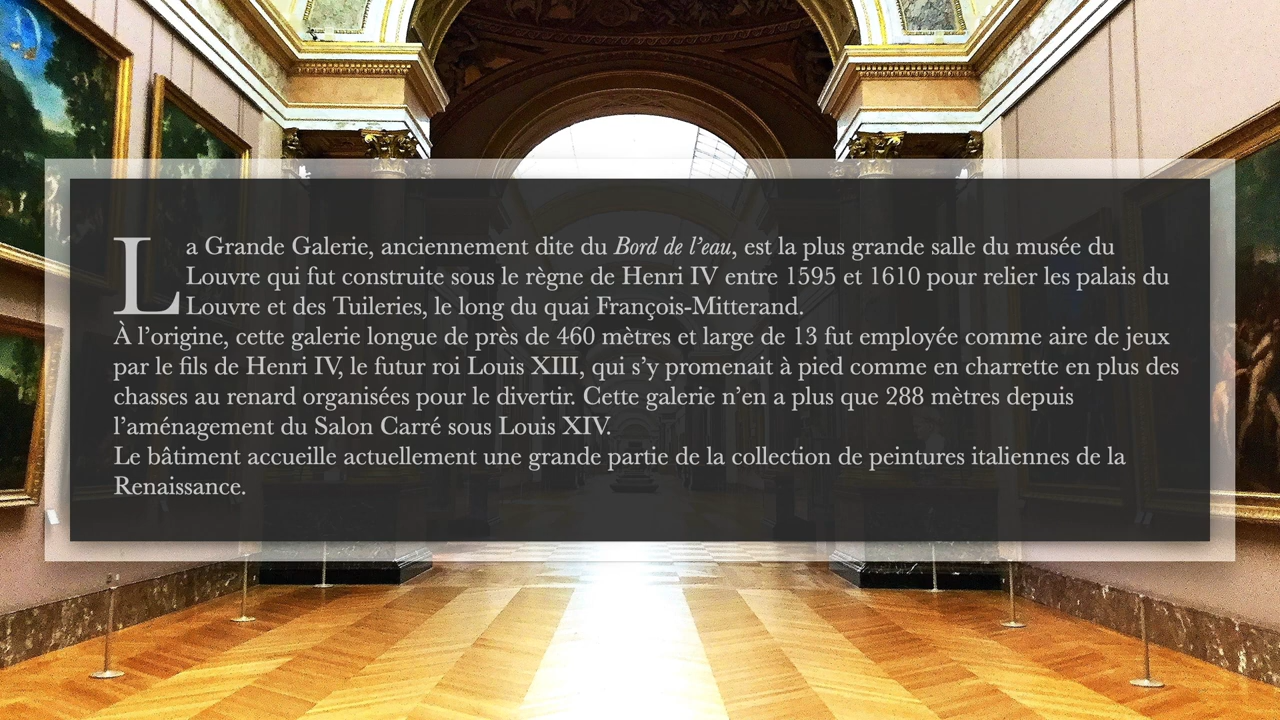 La Grande Galerie, anciennement dite du Bord de l’eau, est la plus grande salle du musée du
Louvre qui fut construite sous le règne de Henri IV entre 1595 et 1610 pour relier les palais du
Louvre et des Tuileries, le long du quai François-Mitterand.
À l’origine, cette galerie longue de près de 460 mètres et large de 13 fut employée comme aire de jeux
par le fils de Henri IV, le futur roi Louis XIII, qui s’y promenait à pied comme en charrette en plus des
chasses au renard organisées pour le divertir. Cette galerie n’en a plus que 288 mètres depuis
l’aménagement du Salon Carré sous Louis XIV.
Le bâtiment accueille actuellement une grande partie de la collection de peintures italiennes de la
Renaissance.